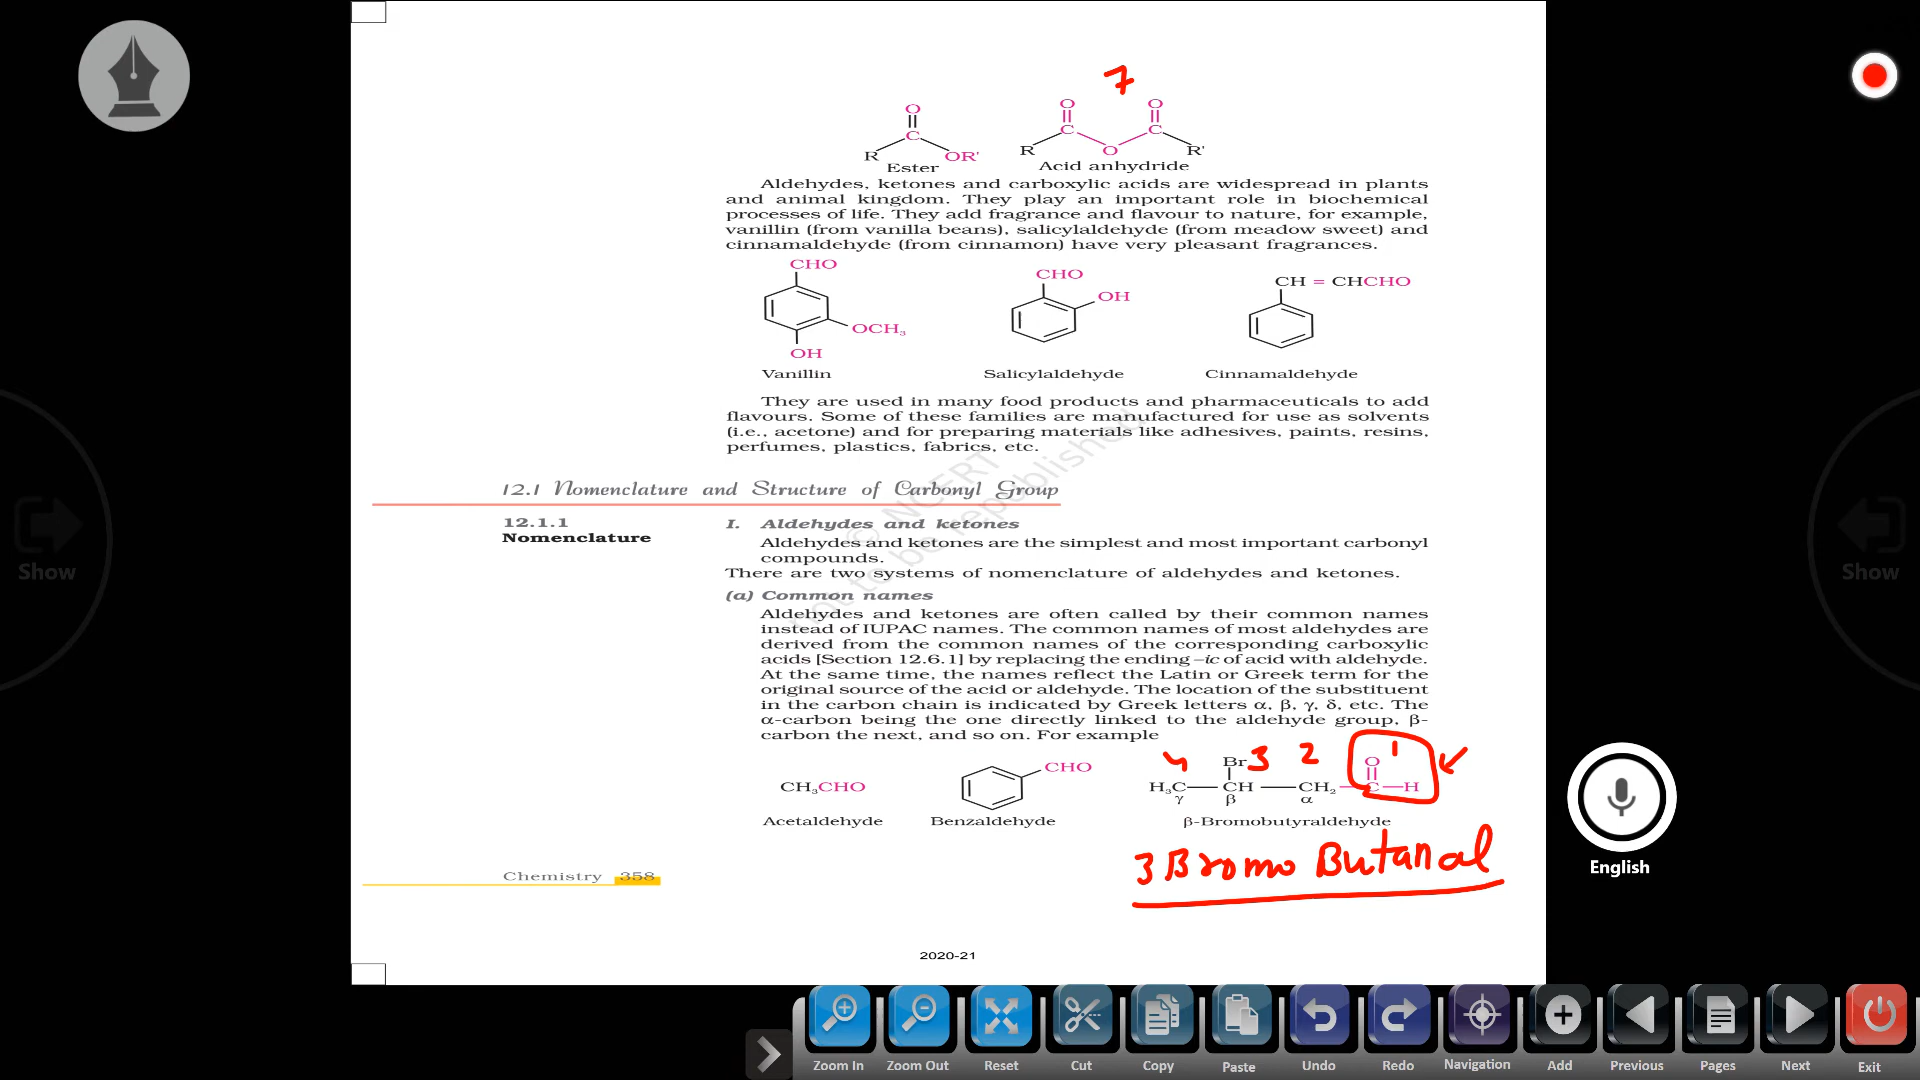 7
O O O
C C C
R OR' R O R'
Ester Acid anhydride
Aldehydes, ketones and carboxylic acids are widespread in plants
and animal kingdom. They play an important role in biochemical
processes of life. They add fragrance and flavour to nature, for example,
vanillin (from vanilla beans), salicylaldehyde (from meadow sweet) and
cinnamaldehyde (from cinnamon) have very pleasant fragrances.
CHO CHO CH = CHCHO
OH
OCH₃
OH
Vanillin Salicylaldehyde Cinnamaldehyde
They are used in many food products and pharmaceuticals to add
flavours. Some of these families are manufactured for use as solvents
(i.e., acetone) and for preparing materials like adhesives, paints, resins,
perfumes, plastics, fabrics, etc.
© NCERT
not to be republished
12.1 Nomenclature and Structure of Carbonyl Group
12.1.1
Nomenclature
I. Aldehydes and ketones
Aldehydes and ketones are the simplest and most important carbonyl
compounds.
There are two systems of nomenclature of aldehydes and ketones.
(a) Common names
Aldehydes and ketones are often called by their common names
instead of IUPAC names. The common names of most aldehydes are
derived from the common names of the corresponding carboxylic
acids [Section 12.6.1] by replacing the ending –ic of acid with aldehyde.
At the same time, the names reflect the Latin or Greek term for the
original source of the acid or aldehyde. The location of the substituent
in the carbon chain is indicated by Greek letters α, β, γ, δ, etc. The
α-carbon being the one directly linked to the aldehyde group, β-
carbon the next, and so on. For example
4 3 2 1
Br O
CH₃CHO CHO H₃C CH CH₂ C H
γ β α
Acetaldehyde Benzaldehyde β-Bromobutyraldehyde
3 Bromo Butanal
Chemistry 358
2020-21
Show
Show
English
Zoom In Zoom Out Reset Cut Copy Paste Undo Redo Navigation Add Previous Pages Next Exit